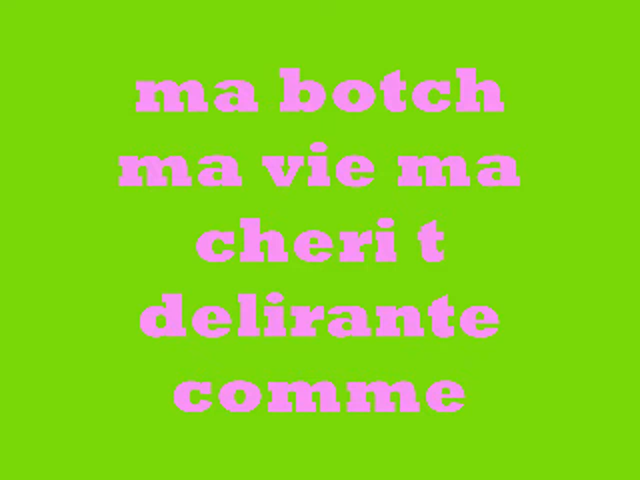 ma botch
ma vie ma
cheri t
delirante
comme